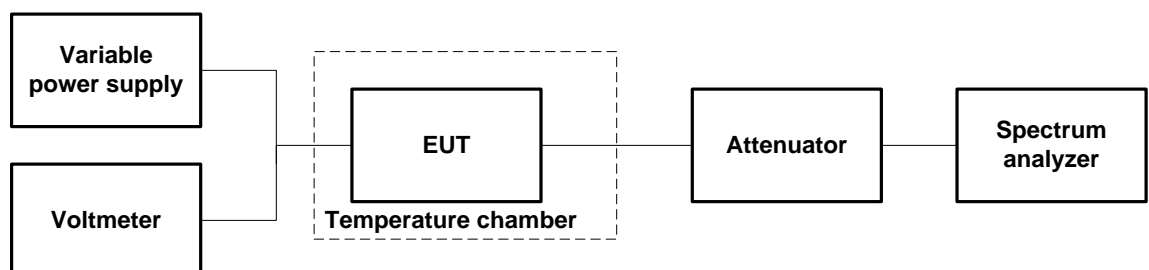 Variable
power supply
Voltmeter
EUT
Temperature chamber
Attenuator
Spectrum
analyzer